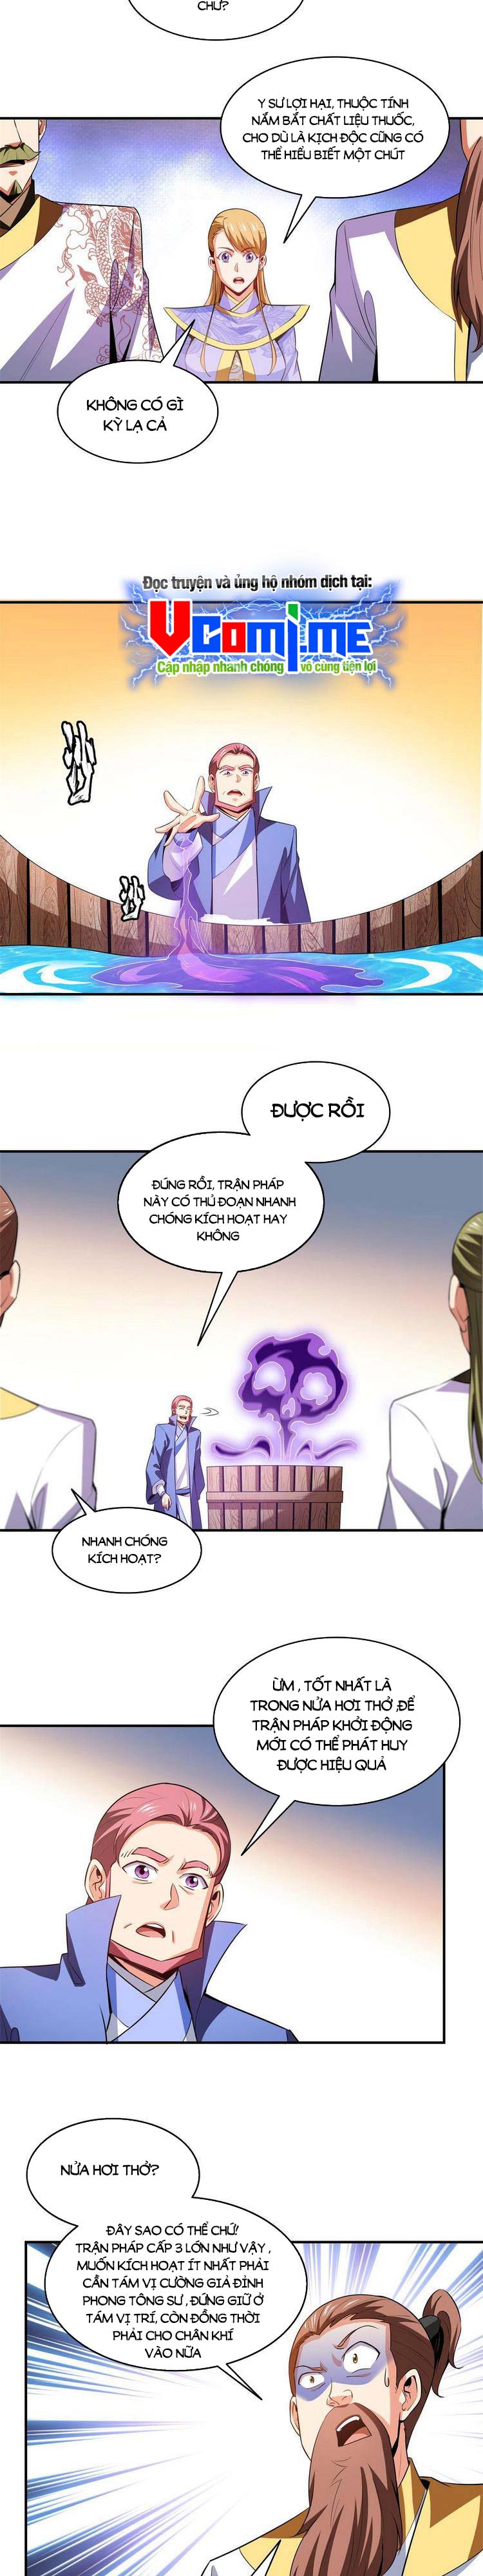 CHỨ?
Y SƯ LỢI HẠI, THUỘC TÍNH
NẮM BẮT CHẤT LIỆU THUỐC,
CHO DÙ LÀ KỊCH ĐỘC CŨNG CÓ
THỂ HIỂU BIẾT MỘT CHÚT
KHÔNG CÓ GÌ
KỲ LẠ CẢ
Đọc truyện và ủng hộ nhóm dịch tại:
VComi.me
Cập nhập nhanh chóng vô cùng tiện lợi
沙
沙
ĐƯỢC RỒI
ĐÚNG RỒI, TRẬN PHÁP
NÀY CÓ THỦ ĐOẠN NHANH
CHÓNG KÍCH HOẠT HAY
KHÔNG
NHANH CHÓNG
KÍCH HOẠT?
ỪM , TỐT NHẤT LÀ
TRONG NỬA HƠI THỞ ,ĐỂ
TRẬN PHÁP KHỞI ĐỘNG
MỚI CÓ THỂ PHÁT HUY
ĐƯỢC HIỆU QUẢ
NỬA HƠI THỞ?
ĐÂY SAO CÓ THỂ CHỨ!
TRẬN PHÁP CẤP 3 LỚN NHƯ VẬY ,
MUỐN KÍCH HOẠT ÍT NHẤT PHẢI
CẦN TÁM VỊ CƯỜNG GIẢ ĐỈNH
PHONG TÔNG SƯ , ĐỨNG GIỮ Ở
TÁM VỊ TRÍ, CÒN ĐỒNG THỜI
PHẢI CHO CHÂN KHÍ
VÀO NỮA